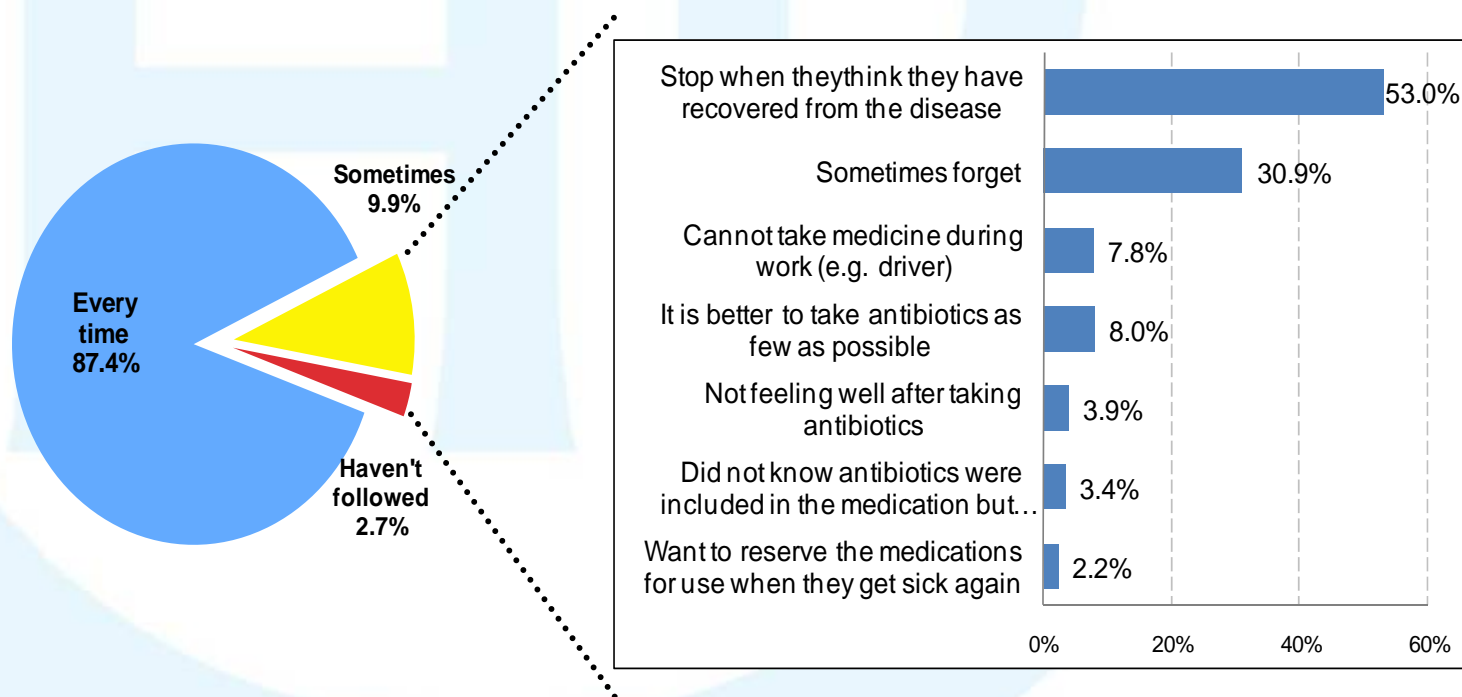 Sometimes
9.9%
Every
time
87.4%
Haven't
followed
2.7%
Stop when theythink they have
recovered from the disease
53.0%
Sometimes forget
30.9%
Cannot take medicine during
work (e.g. driver)
7.8%
It is better to take antibiotics as
few as possible
8.0%
Not feeling well after taking
antibiotics
3.9%
Did not know antibiotics were
included in the medication but…
3.4%
Want to reserve the medications
for use when they get sick again
2.2%
0% 20% 40% 60%